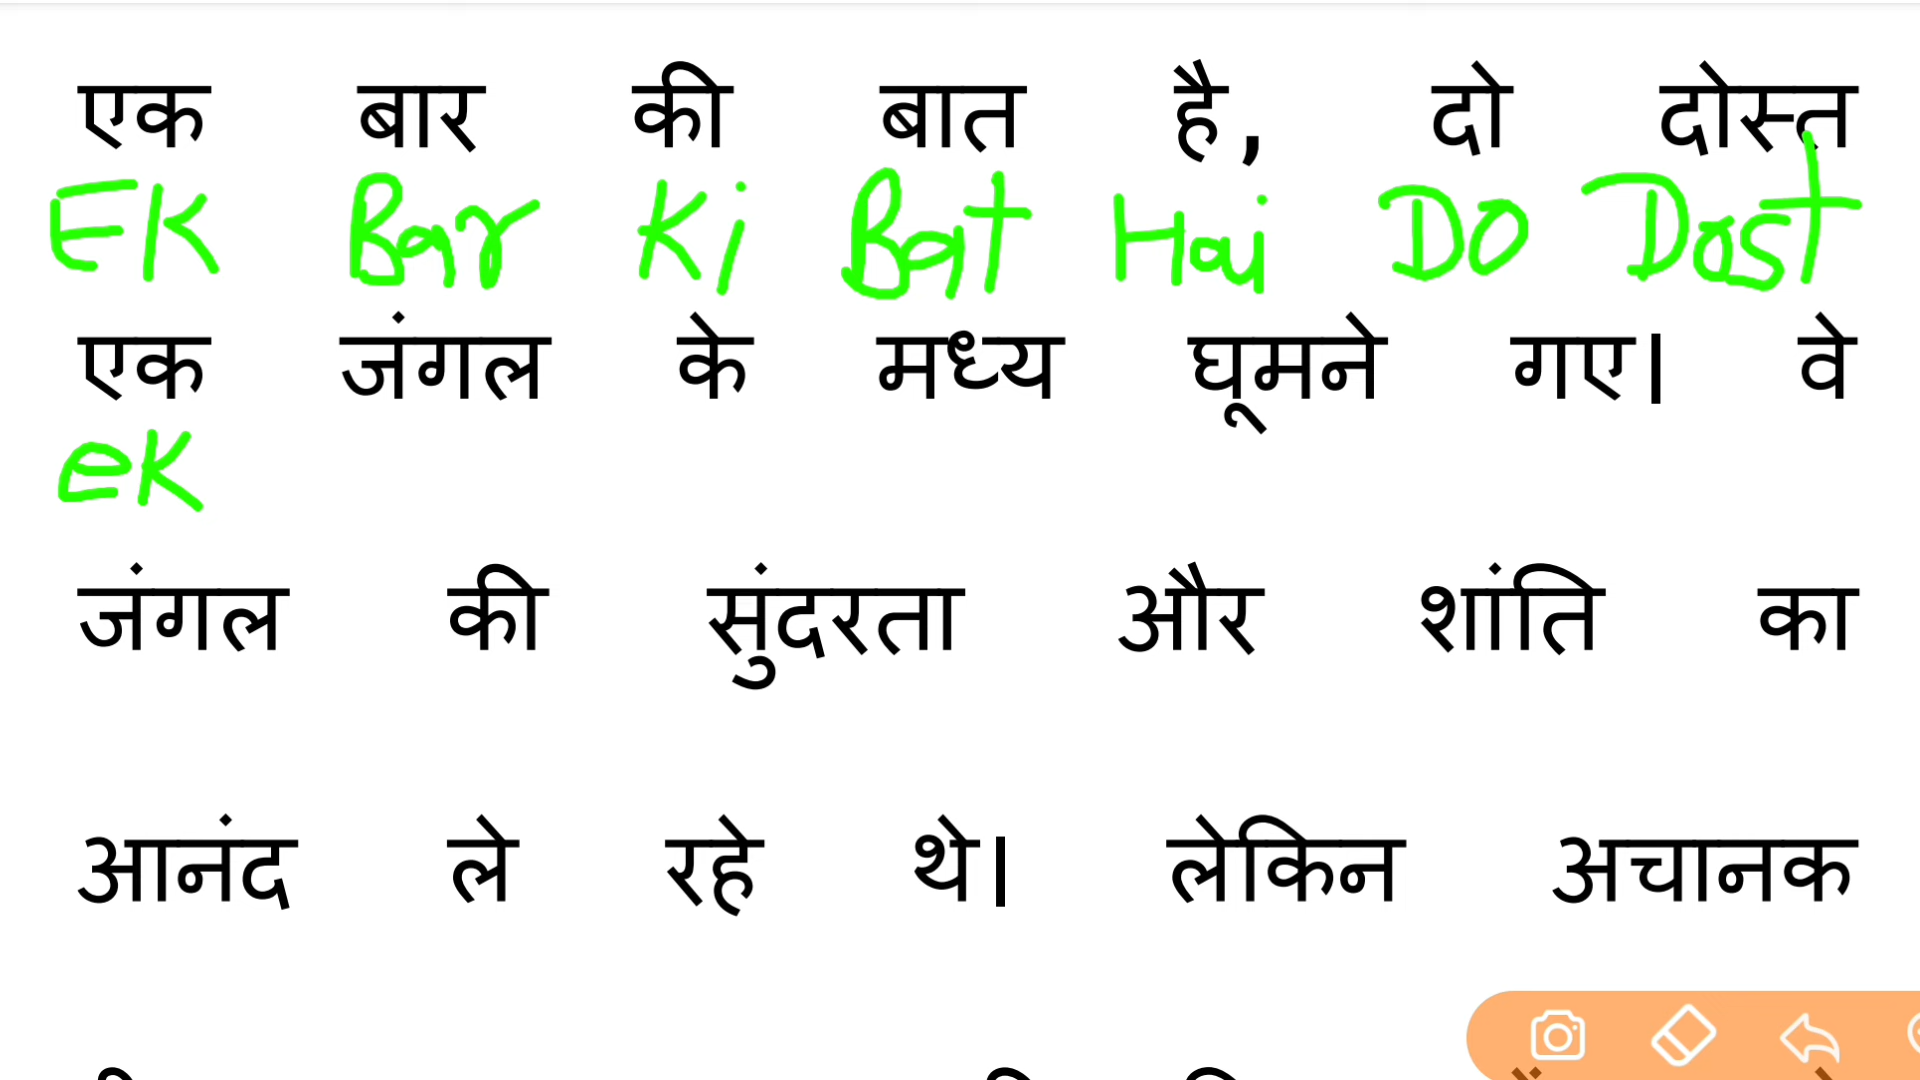 एक बार की बात है, दो दोस्त
EK Bar Ki Bat Hai DO Dost
एक जंगल के मध्य घूमने गए। वे
eK
जंगल की सुंदरता और शांति का
आनंद ले रहे थे। लेकिन अचानक